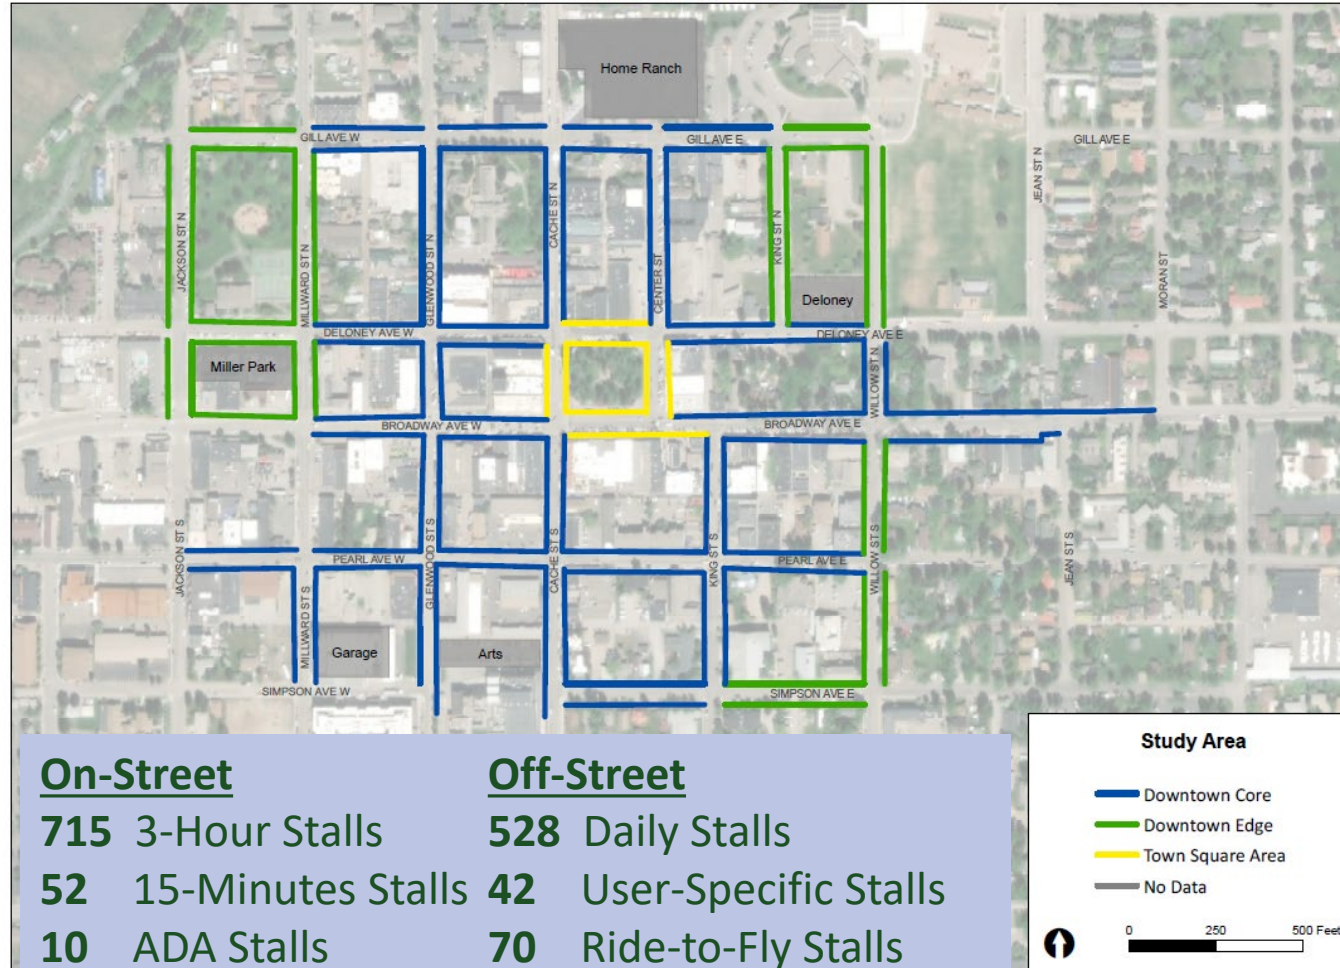 Home Ranch
GILL AVE W
GILL AVE E
GILL AVE E
JACKSON ST N
MILLWARD ST N
GLENWOOD ST N
CACHE ST N
CENTER ST
KING ST N
JEAN ST N
MORAN ST
Deloney
DELONEY AVE W
DELONEY AVE E
Miller Park
WILLOW ST N
BROADWAY AVE W
BROADWAY AVE E
JACKSON ST S
PEARL AVE W
GLENWOOD ST S
CACHE ST S
KING ST S
PEARL AVE E
WILLOW ST S
JEAN ST S
MILLWARD ST S
Garage
Arts
SIMPSON AVE W
SIMPSON AVE E
On-Street
715 3-Hour Stalls
52 15-Minutes Stalls
10 ADA Stalls
Off-Street
528 Daily Stalls
42 User-Specific Stalls
70 Ride-to-Fly Stalls
Study Area
Downtown Core
Downtown Edge
Town Square Area
No Data
0 250 500 Feet